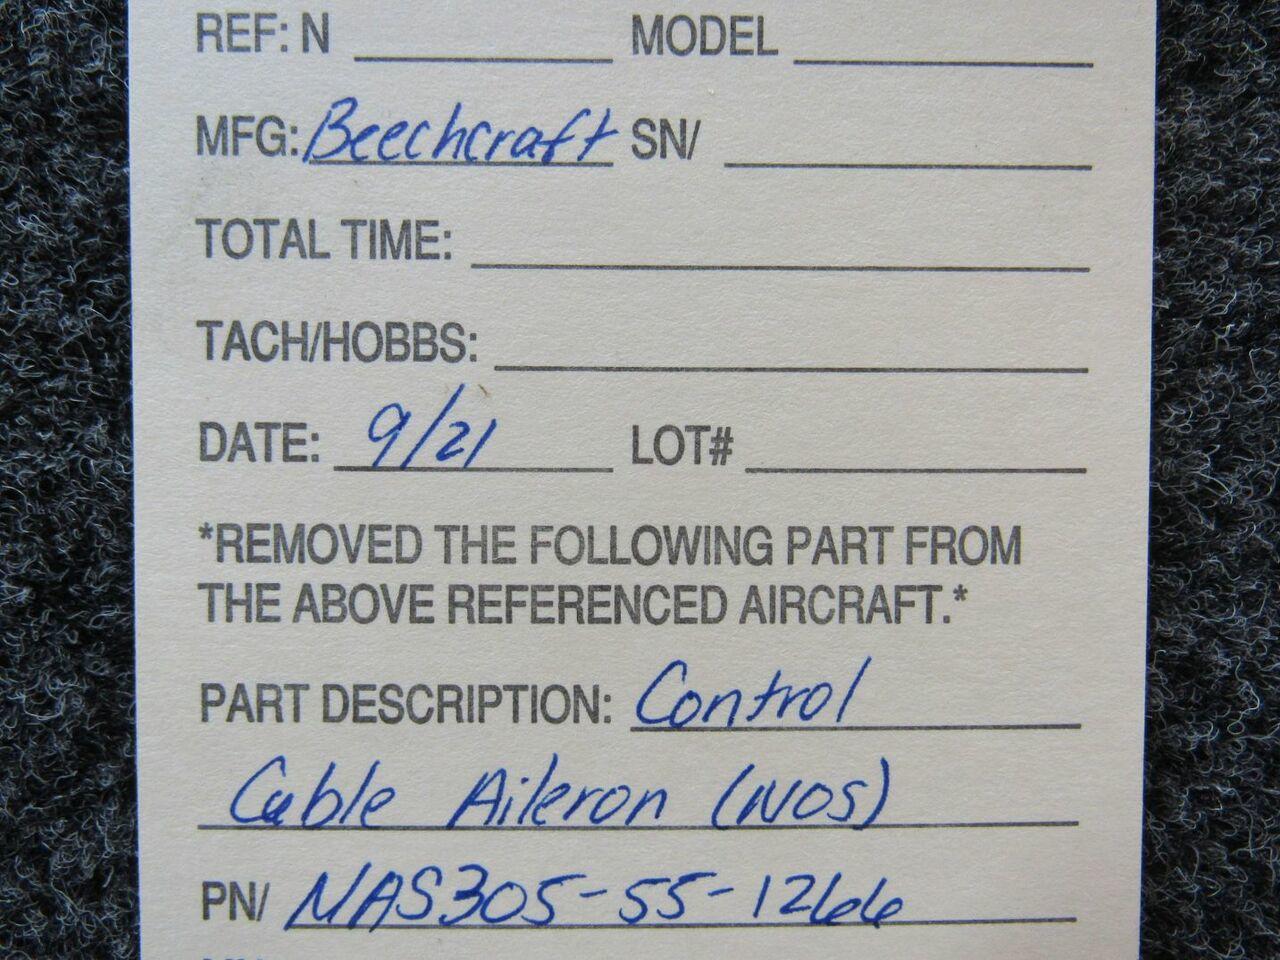 REF: N MODEL
MFG: Beechcraft SN/
TOTAL TIME:
TACH/HOBBS:
DATE: 9/21 LOT#
*REMOVED THE FOLLOWING PART FROM
THE ABOVE REFERENCED AIRCRAFT.*
PART DESCRIPTION: Control
Cable Aileron (NOS)
PN/ NAS305-55-1266